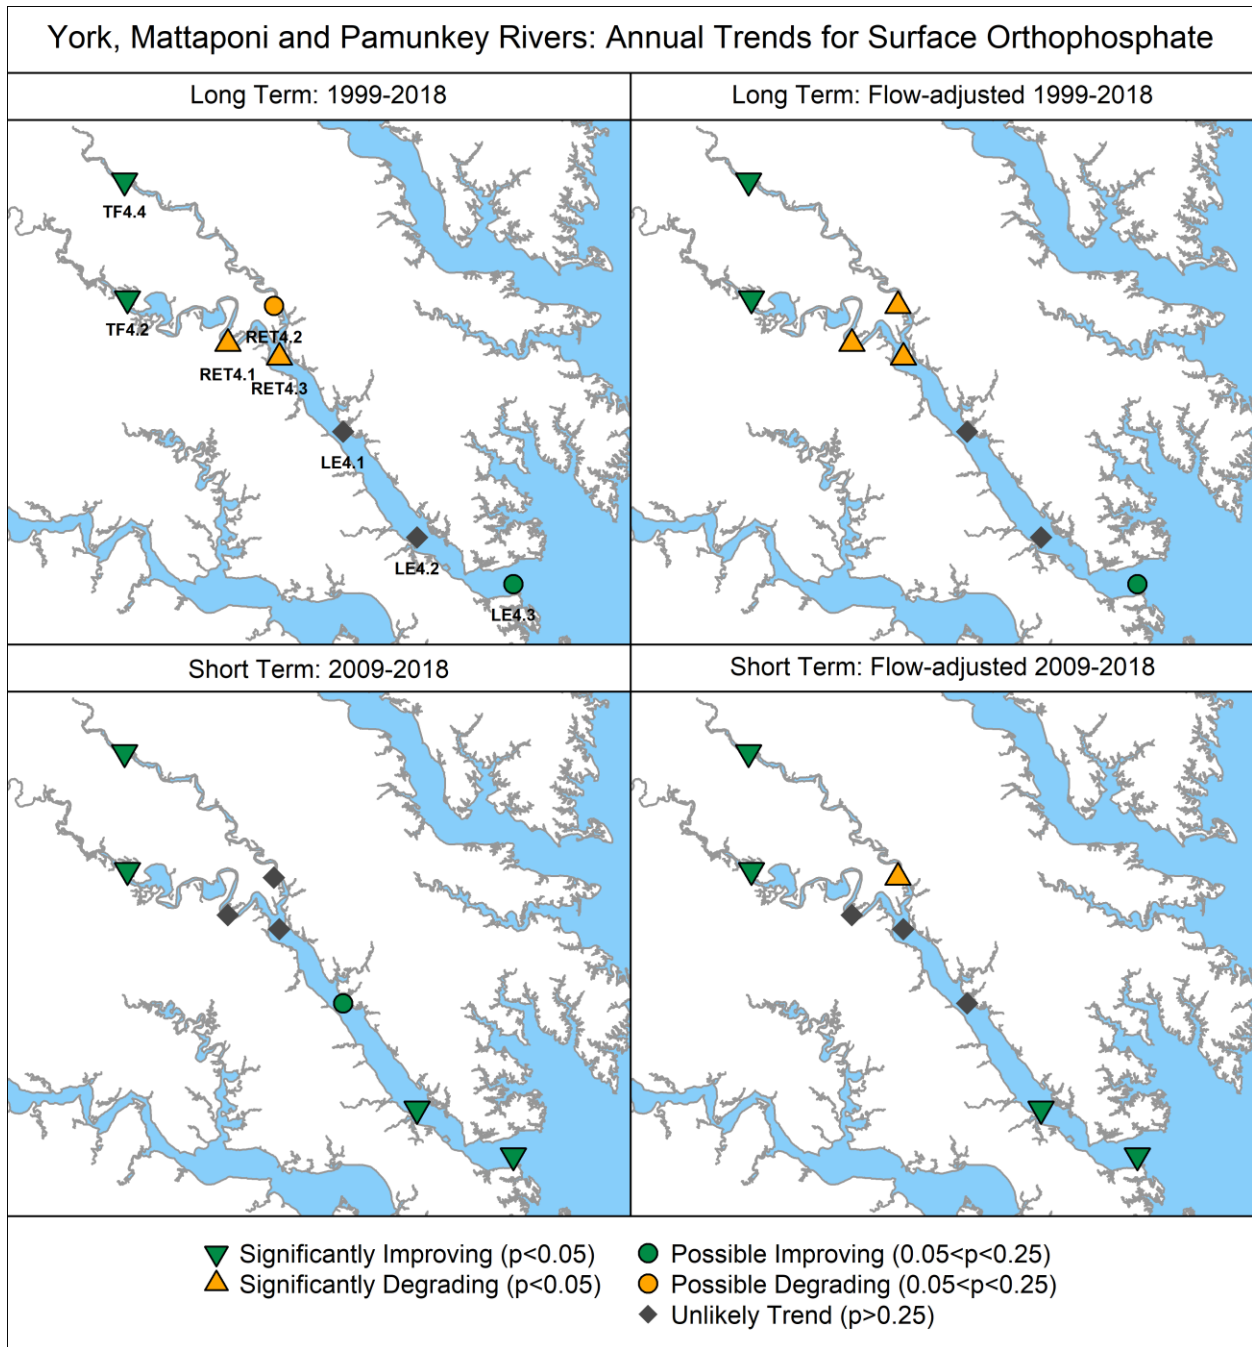 York, Mattaponi and Pamunkey Rivers: Annual Trends for Surface Orthophosphate
Long Term: 1999-2018
Long Term: Flow-adjusted 1999-2018
TF4.4
TF4.2
RET4.2
RET4.1
RET4.3
LE4.1
LE4.2
LE4.3
Short Term: 2009-2018
Short Term: Flow-adjusted 2009-2018
Significantly Improving (p<0.05)
Significantly Degrading (p<0.05)
Possible Improving (0.05<p<0.25)
Possible Degrading (0.05<p<0.25)
Unlikely Trend (p>0.25)